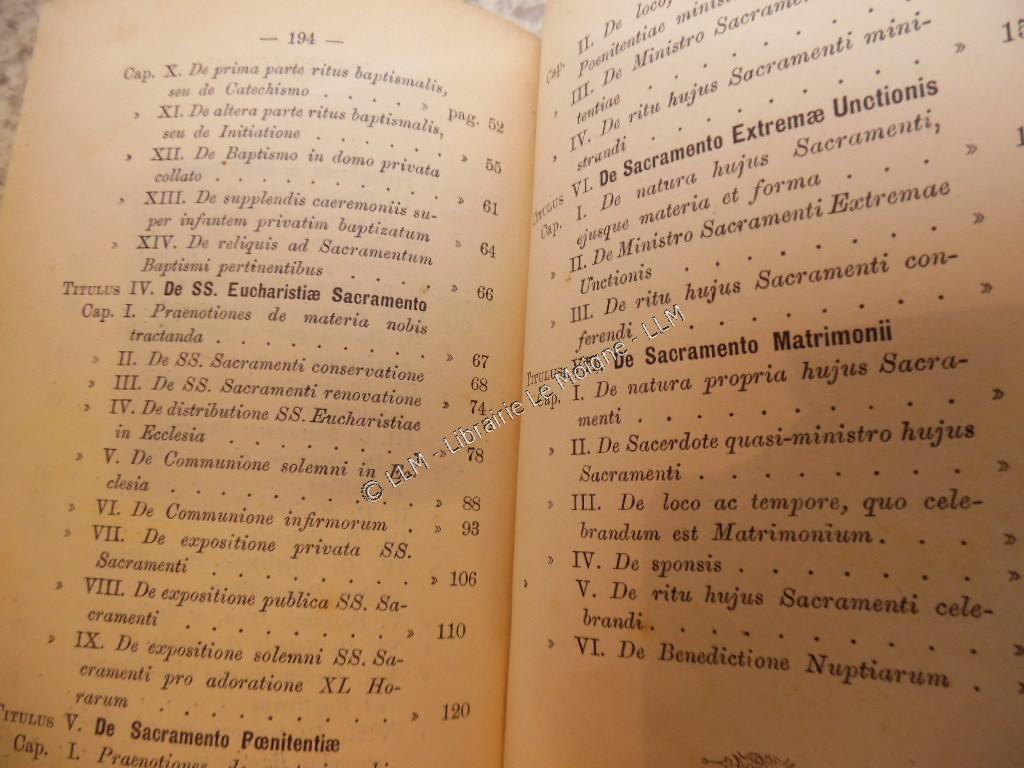 — 194 —
Cap. X. De prima parte ritus baptismalis,
seu de Catechismo . . . . » pag. 52
» XI. De altera parte ritus baptismalis,
seu de Initiatione . . . . . . » 55
» XII. De Baptismo in domo privata
collato . . . . . . . . . . » 61
» XIII. De supplendis caeremoniis su-
per infantem privatim baptizatum » 64
» XIV. De reliquis ad Sacramentum
Baptismi pertinentibus . . . . » 66
TITULUS IV. De SS. Eucharistiæ Sacramento
Cap. I. Praenotiones de materia nobis
tractanda . . . . . . . . . . » 67
» II. De SS. Sacramenti conservatione » 68
» III. De SS. Sacramenti renovatione » 74
» IV. De distributione SS. Eucharistiae
in Ecclesia . . . . . . . . . » 78
» V. De Communione solemni in Ec-
clesia . . . . . . . . . . . » 88
» VI. De Communione infirmorum . » 93
» VII. De expositione privata SS.
Sacramenti . . . . . . . . . » 106
» VIII. De expositione publica SS. Sa-
cramenti . . . . . . . . . . » 110
» IX. De expositione solemni SS. Sa-
cramenti pro adoratione XL Ho-
rarum . . . . . . . . . . . » 120
TITULUS V. De Sacramento Pœnitentiæ
Cap. I. Praenotiones de
II. De loco,
Cap. Poenitentiae
III. De Ministro Sacramenti
tentiae . . . . . .
» IV. De ritu hujus Sacramenti mini-
strandi . . . . . . . . . » 15
TITULUS VI. De Sacramento Extremæ Unctionis
Cap. I. De natura hujus Sacramenti,
ejusque materia et forma . . . »
» II. De Ministro Sacramenti Extremae
Unctionis . . . . . . . . . »
» III. De ritu hujus Sacramenti con-
ferendi . . . . . . . . . . »
TITULUS De Sacramento Matrimonii
Cap. I. De natura propria hujus Sacra-
menti . . . . . . . . . . . »
» II. De Sacerdote quasi-ministro hujus
Sacramenti . . . . . . . . . »
» III. De loco ac tempore, quo cele-
brandum est Matrimonium . . . . »
» IV. De sponsis . . . . . . . »
» V. De ritu hujus Sacramenti cele-
brandi . . . . . . . . . . . »
» VI. De Benedictione Nuptiarum . »
© LLM - Librairie Le Moigne - LLM